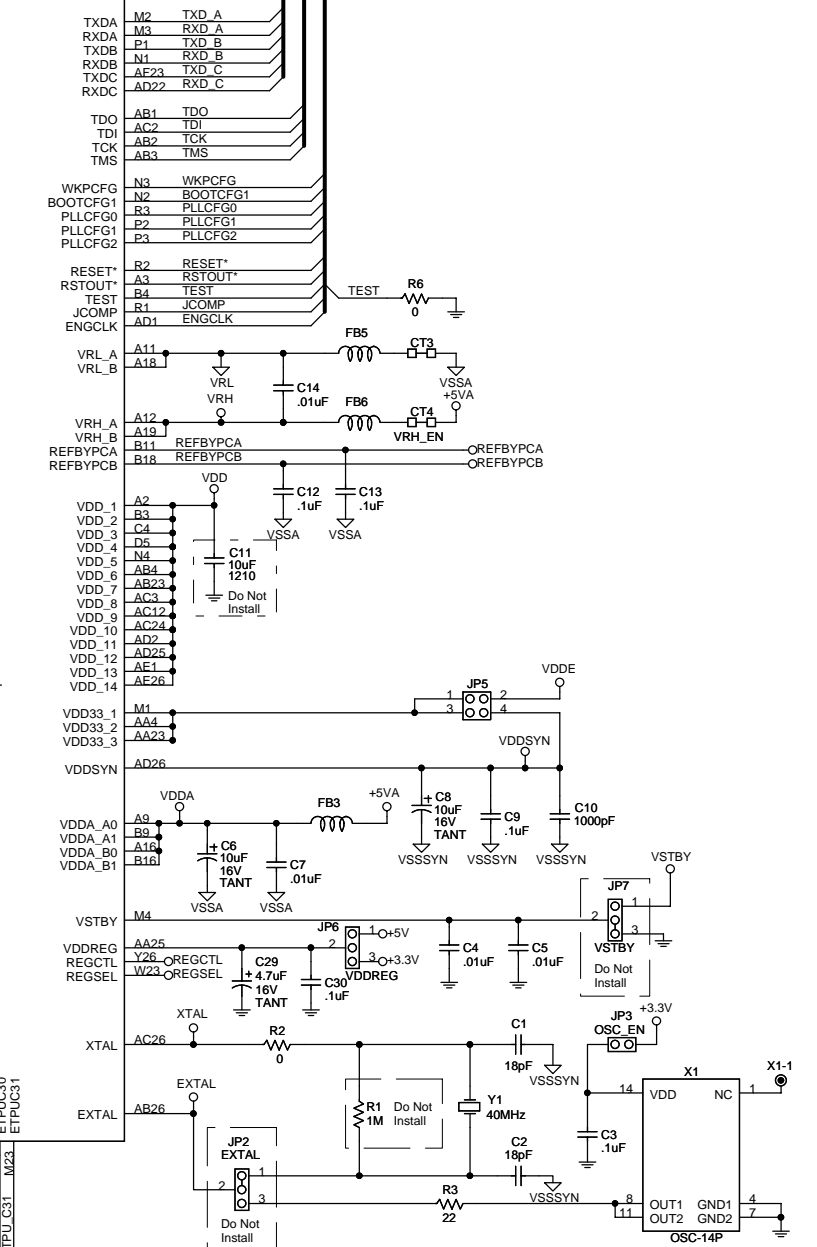 TXDA M2 TXD_A
RXDA M3 RXD_A
TXDB P1 TXD_B
RXDB N1 RXD_B
TXDC AF23 TXD_C
RXDC AD22 RXD_C
TDO AB1 TDO
TDI AC2 TDI
TCK AB2 TCK
TMS AB3 TMS
WKPCFG N3 WKPCFG
BOOTCFG1 N2 BOOTCFG1
PLLCFG0 R3 PLLCFG0
PLLCFG1 P2 PLLCFG1
PLLCFG2 P3 PLLCFG2
RESET* R2 RESET*
RSTOUT* A3 RSTOUT*
TEST B4 TEST
JCOMP R1 JCOMP
ENGCLK AD1 ENGCLK
TEST
R6
0
VRL_A A11
VRL_B A18
VRL
VRH
C14
.01uF
FB5
CT3
VSSA
+5VA
FB6
CT4
VRH_EN
VRH_A A12
VRH_B A19
REFBYPCA B11 REFBYPCA
REFBYPCA
REFBYPCB B18 REFBYPCB
REFBYPCB
C12
.1uF
VSSA
C13
.1uF
VSSA
VDD
VDD_1 A2
VDD_2 B3
VDD_3 C4
VDD_4 D5
VDD_5 N4
VDD_6 AB4
VDD_7 AB23
VDD_8 AC3
VDD_9 AC12
VDD_10 AC24
VDD_11 AD2
VDD_12 AD25
VDD_13 AE1
VDD_14 AE26
C11
10uF
1210
Do Not
Install
VDDE
JP5
1 2
3 4
VDD33_1 M1
VDD33_2 AA4
VDD33_3 AA23
VDDSYN
VDDSYN AD26
C8
+
10uF
16V
TANT
VSSSYN
C9
.1uF
VSSSYN
C10
1000pF
VSSSYN
VDDA
VDDA_A0 A9
VDDA_A1 B9
VDDA_B0 A16
VDDA_B1 B16
FB3
+5VA
C6
+
10uF
16V
TANT
VSSA
C7
.01uF
VSSA
VSTBY
JP7
1
2
3
VSTBY
Do Not
Install
VSTBY M4
C4
.01uF
C5
.01uF
VDDREG AA25
REGCTL Y26 REGCTL
REGSEL W23 REGSEL
JP6
1 +5V
2
3 +3.3V
VDDREG
C29
+
4.7uF
16V
TANT
C30
.1uF
XTAL
XTAL AC26
R2
0
C1
18pF
VSSSYN
EXTAL
EXTAL AB26
R1
1M
Do Not
Install
Y1
40MHz
C2
18pF
VSSSYN
JP2
EXTAL
1
2
3
Do Not
Install
R3
22
+3.3V
JP3
OSC_EN
C3
.1uF
X1
14 VDD
NC 1
X1-1
8 OUT1 GND1 4
11 OUT2 GND2 7
OSC-14P
ETPUC30
ETPUC31
M23
TPU_C31